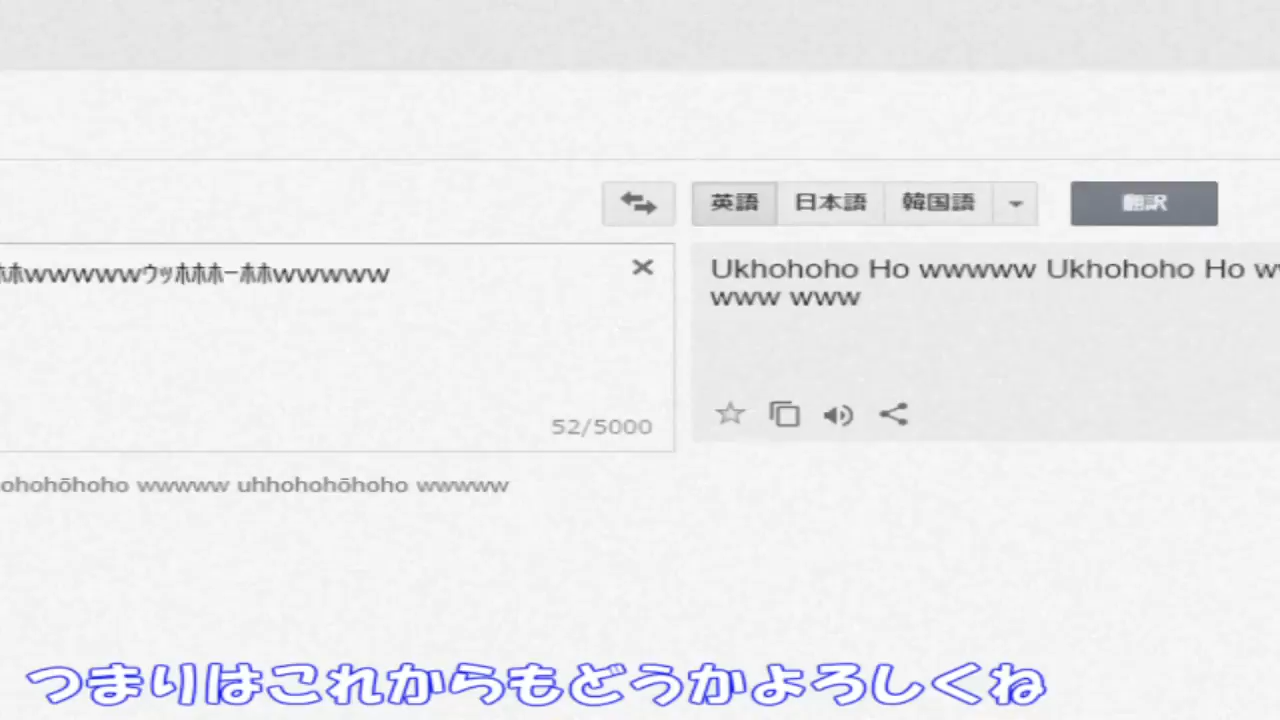 英語 日本語 韓国語 翻訳
ホホwwwwwウッホホホーホホwwwww
Ukhohoho Ho wwwww Ukhohoho Ho w
www www
52/5000
ohohōhoho wwwww uhhohohōhoho wwwww
つまりはこれからもどうかよろしくね